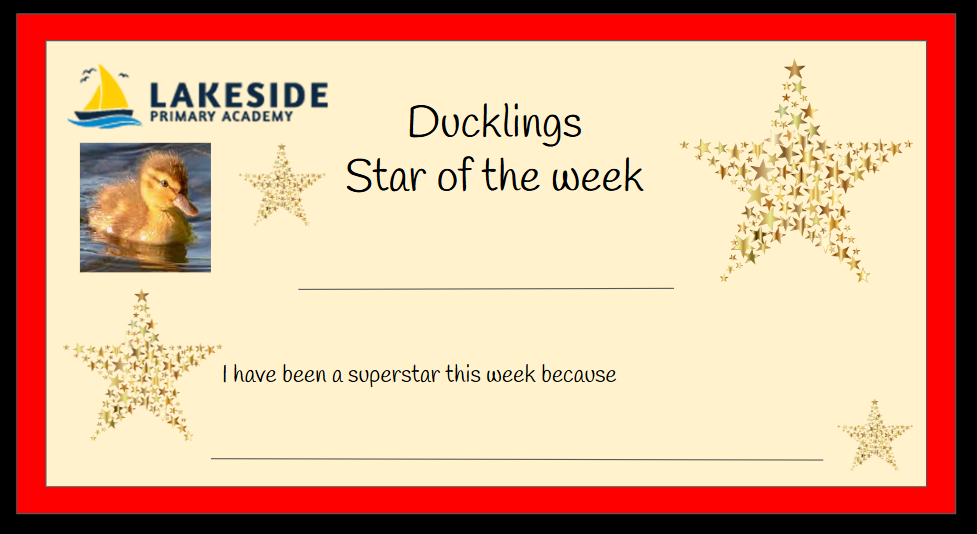 LAKESIDE
PRIMARY ACADEMY
Ducklings
Star of the week
I have been a superstar this week because